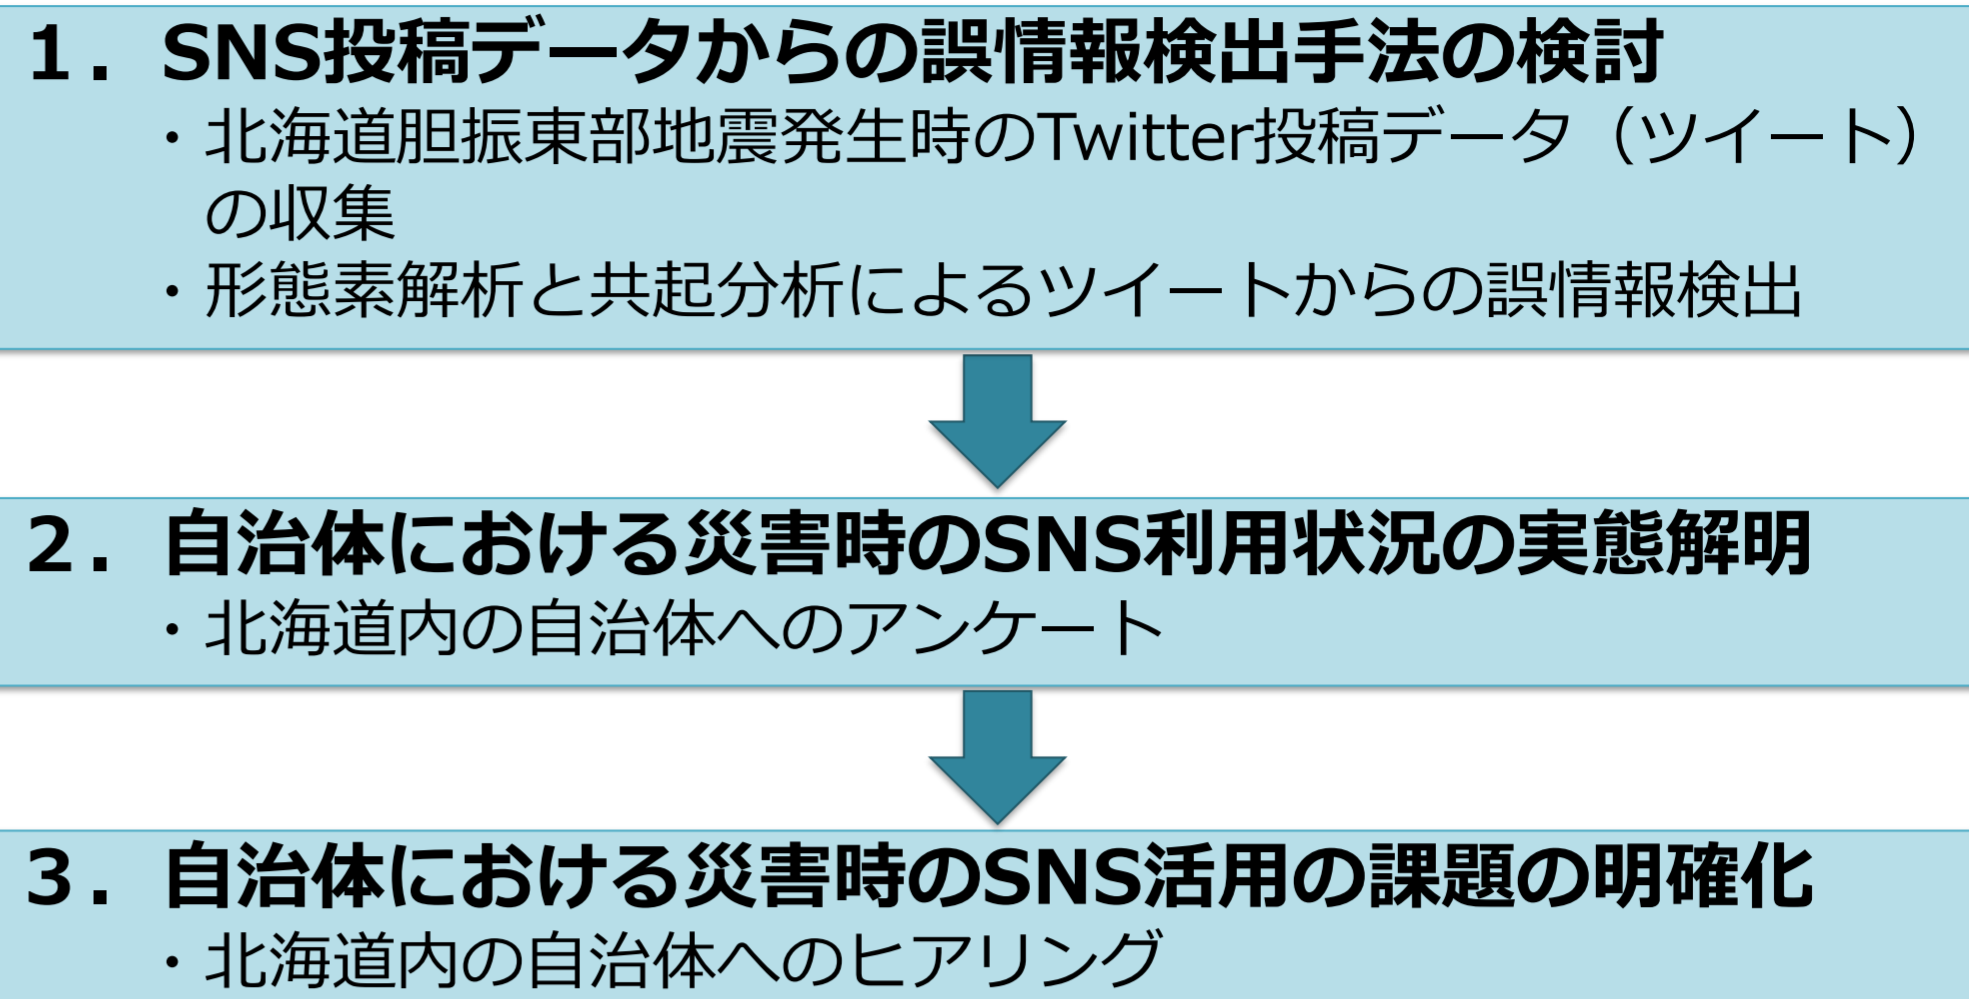 １．SNS投稿データからの誤情報検出手法の検討
・北海道胆振東部地震発生時のTwitter投稿データ（ツイート）
の収集
・形態素解析と共起分析によるツイートからの誤情報検出
２．自治体における災害時のSNS利用状況の実態解明
・北海道内の自治体へのアンケート
３．自治体における災害時のSNS活用の課題の明確化
・北海道内の自治体へのヒアリング